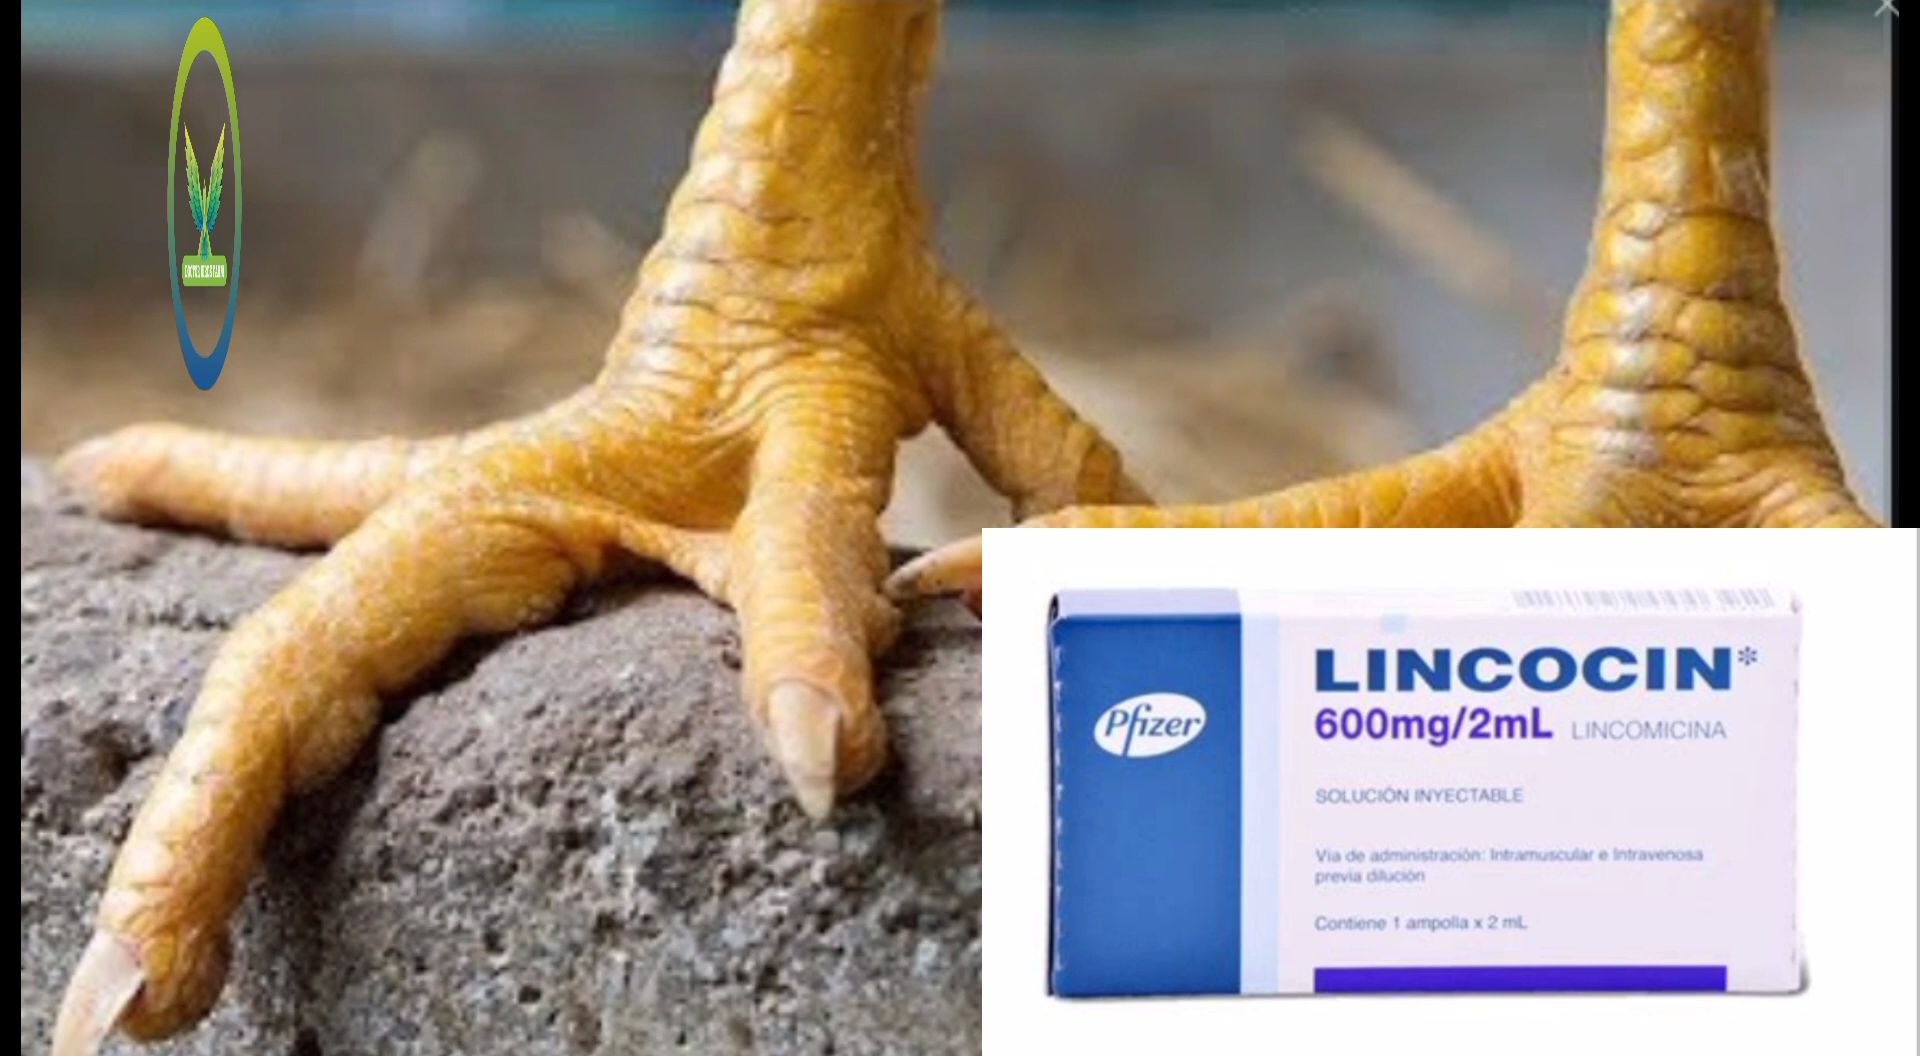 Pfizer
LINCOCIN*
600mg/2mL LINCOMICINA
SOLUCIÓN INYECTABLE
Vía de administración: Intramuscular e Intravenosa
previa dilución
Contiene 1 ampolla x 2 mL